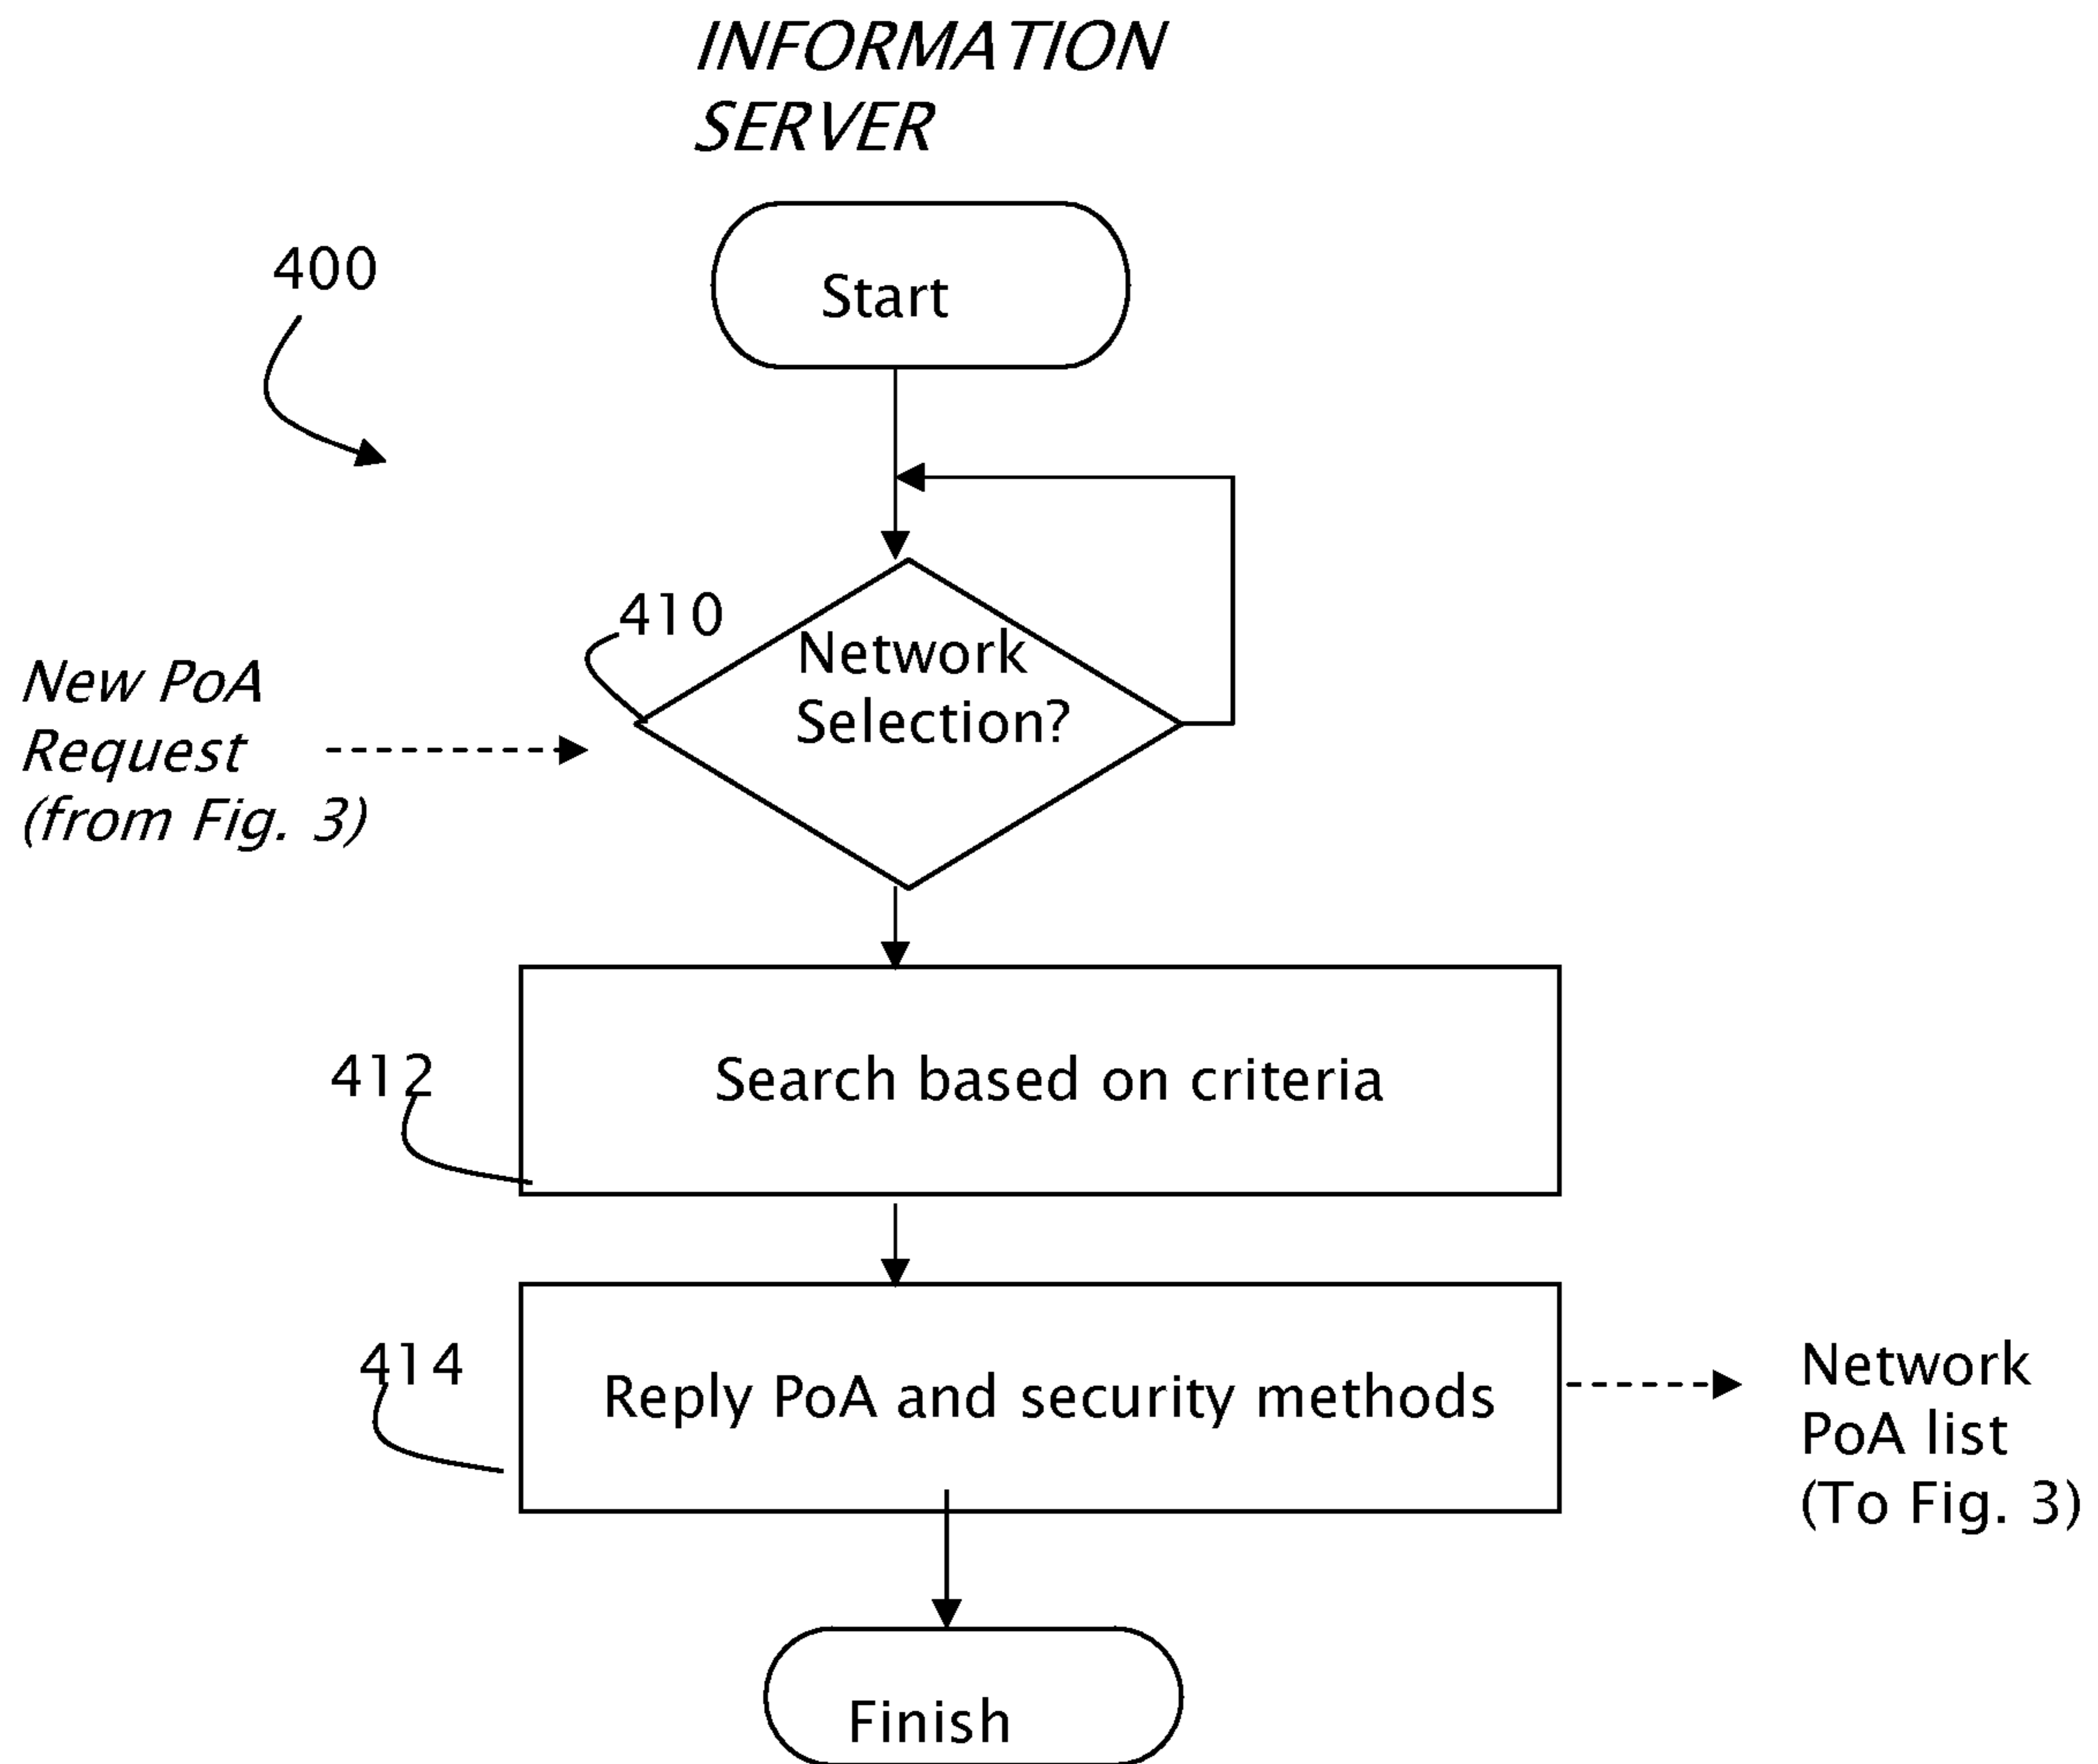 INFORMATION
SERVER
400
Start
410
Network
Selection?
New PoA
Request
(from Fig. 3)
412
Search based on criteria
414
Reply PoA and security methods
Network
PoA list
(To Fig. 3)
Finish